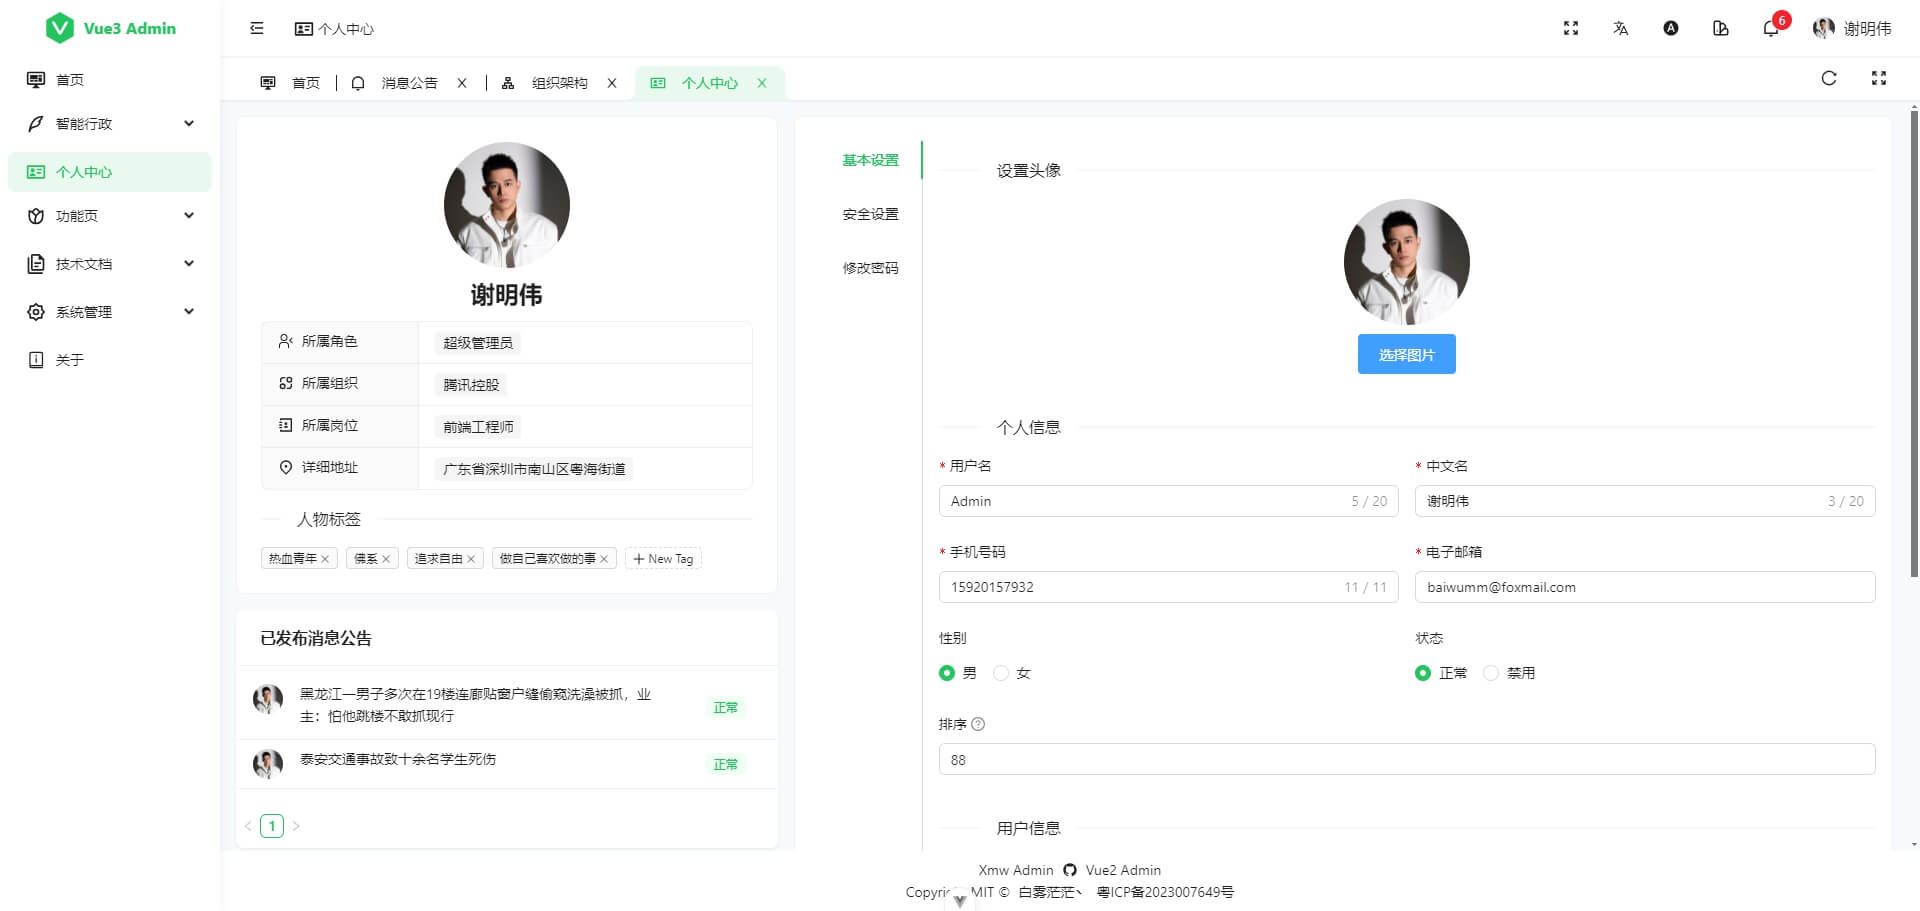 Vue3 Admin
首页
智能行政
个人中心
功能页
技术文档
系统管理
关于
个人中心
6
谢明伟
首页
消息公告
组织架构
个人中心
谢明伟
所属角色 超级管理员
所属组织 腾讯控股
所属岗位 前端工程师
详细地址 广东省深圳市南山区粤海街道
人物标签
热血青年 佛系 追求自由 做自己喜欢做的事 New Tag
已发布消息公告
黑龙江一男子多次在19楼连廊贴窗户缝偷窥洗澡被抓，业
主：怕他跳楼不敢抓现行
正常
泰安交通事故致十余名学生死伤
正常
1
基本设置
安全设置
修改密码
设置头像
选择图片
个人信息
* 用户名 * 中文名
Admin 5 / 20 谢明伟 3 / 20
* 手机号码 * 电子邮箱
15920157932 11 / 11 baiwumm@foxmail.com
性别 状态
男 女 正常 禁用
排序
88
用户信息
Xmw Admin Vue2 Admin
MIT © 白雾茫茫丶 粤ICP备2023007649号